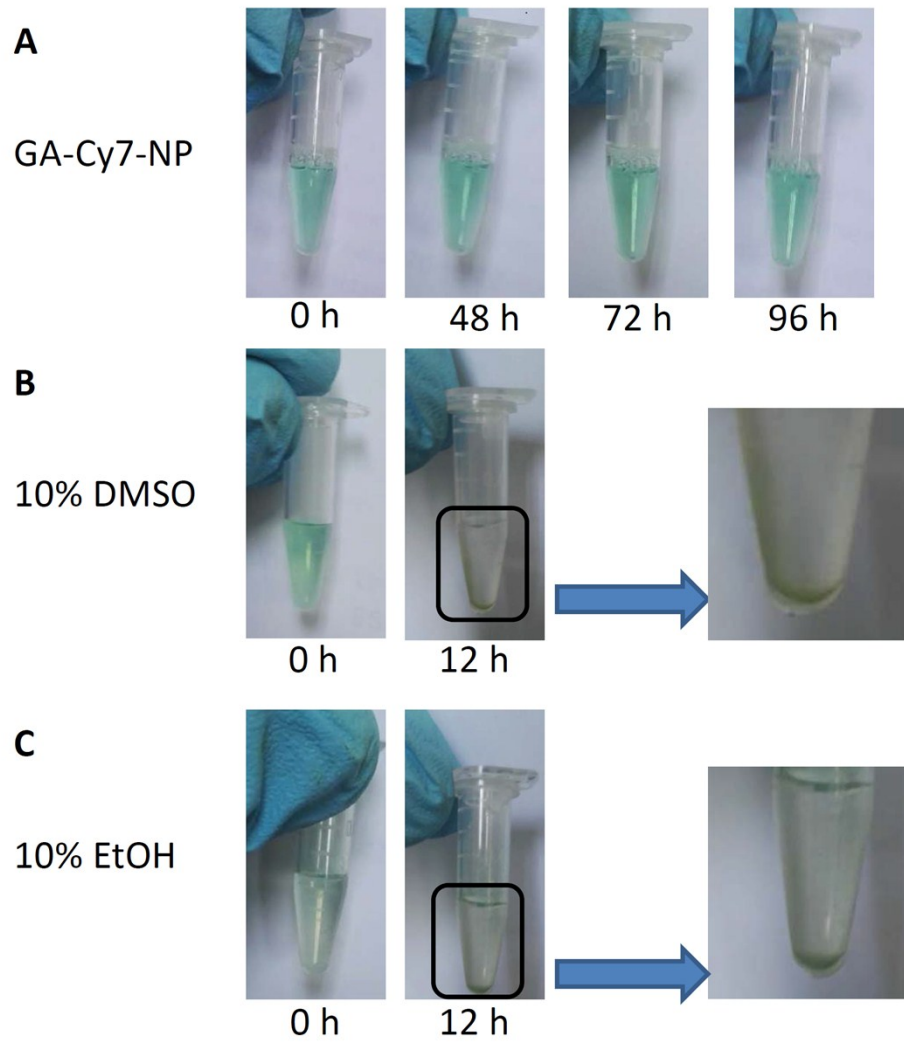 A
GA-Cy7-NP
0 h
48 h
72 h
96 h
B
10% DMSO
0 h
12 h
C
10% EtOH
0 h
12 h